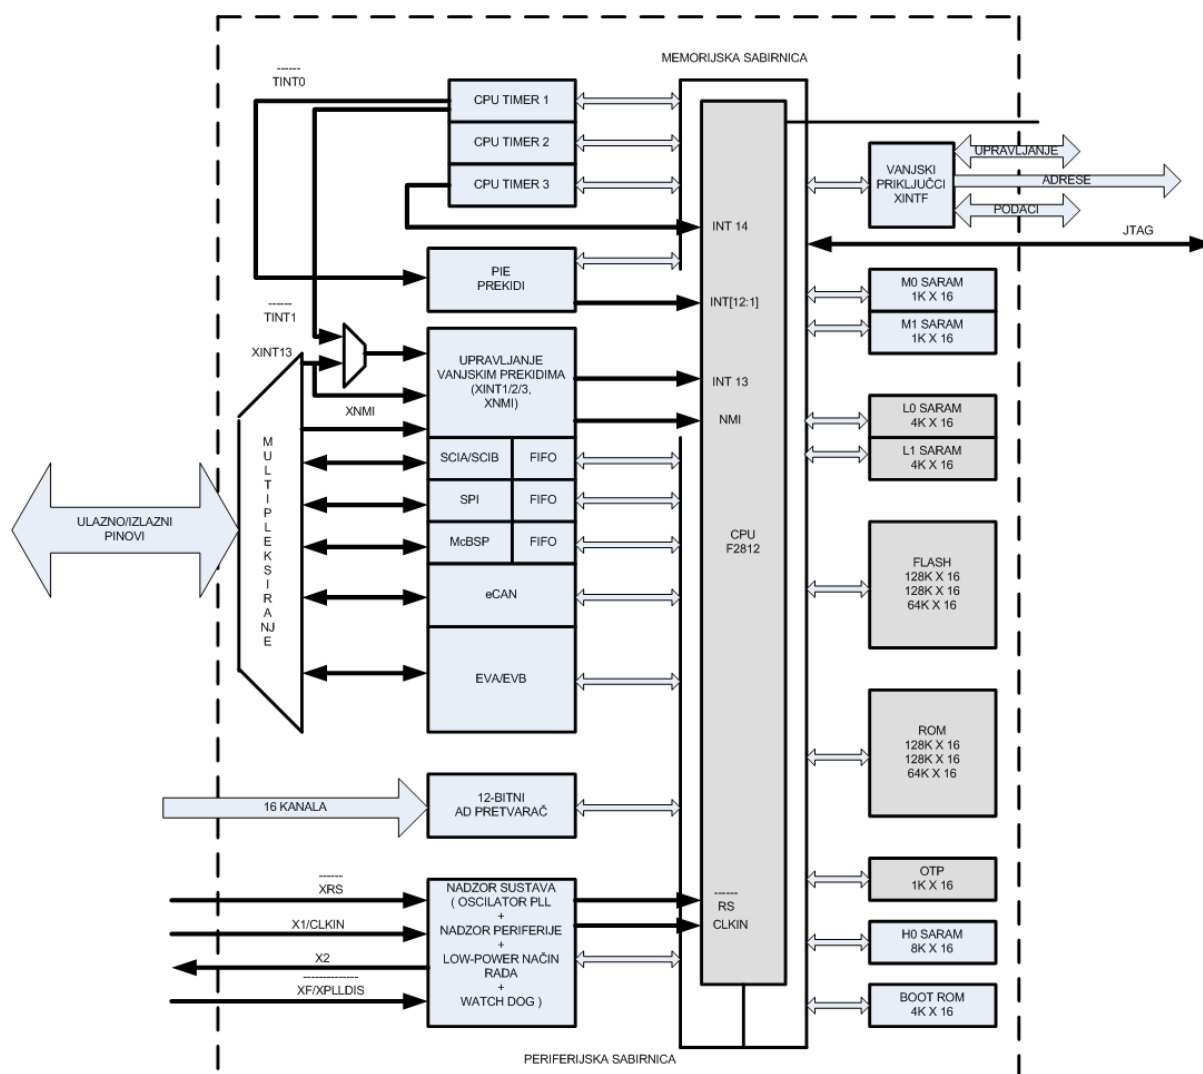 MEMORIJSKA SABIRNICA
TINT0
CPU TIMER 1
CPU TIMER 2
CPU TIMER 3
VANJSKI
PRIKLJUČCI
XINTF
UPRAVLJANJE
ADRESE
PODACI
JTAG
INT 14
PIE
PREKIDI
INT[12:1]
M0 SARAM
1K X 16
M1 SARAM
1K X 16
TINT1
XINT13
UPRAVLJANJE
VANJSKIM PREKIDIMA
(XINT1/2/3,
XNMI)
INT 13
XNMI
NMI
L0 SARAM
4K X 16
L1 SARAM
4K X 16
MULTIPLEKSIRANJE
SCIA/SCIB
FIFO
SPI
FIFO
McBSP
FIFO
eCAN
EVA/EVB
ULAZNO/IZLAZNI
PINOVI
CPU
F2812
FLASH
128K X 16
128K X 16
64K X 16
ROM
128K X 16
128K X 16
64K X 16
16 KANALA
12-BITNI
AD PRETVARAČ
OTP
1K X 16
XRS
X1/CLKIN
X2
XF/XPLLDIS
NADZOR SUSTAVA
( OSCILATOR PLL
+
NADZOR PERIFERIJE
+
LOW-POWER NAČIN
RADA
+
WATCH DOG )
RS
CLKIN
H0 SARAM
8K X 16
BOOT ROM
4K X 16
PERIFERIJSKA SABIRNICA